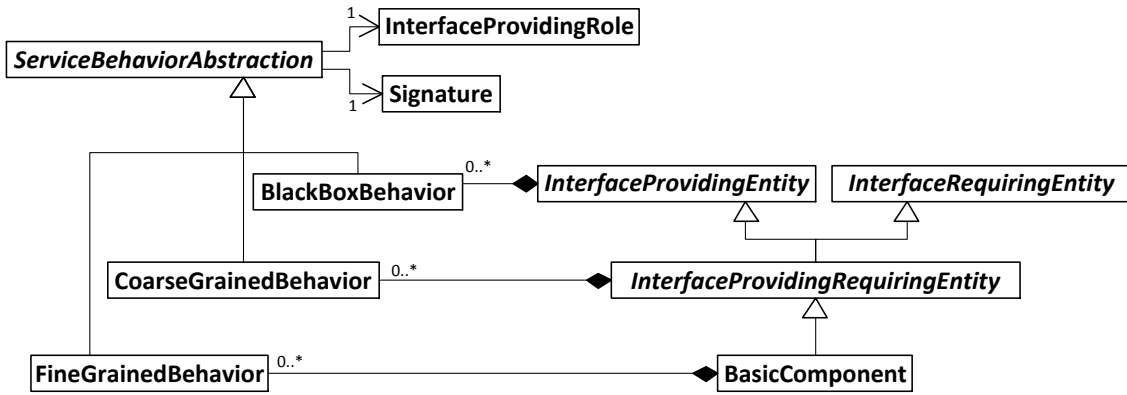 1
InterfaceProvidingRole
ServiceBehaviorAbstraction
1
Signature
0..*
BlackBoxBehavior
InterfaceProvidingEntity
InterfaceRequiringEntity
CoarseGrainedBehavior
0..*
InterfaceProvidingRequiringEntity
FineGrainedBehavior
0..*
BasicComponent